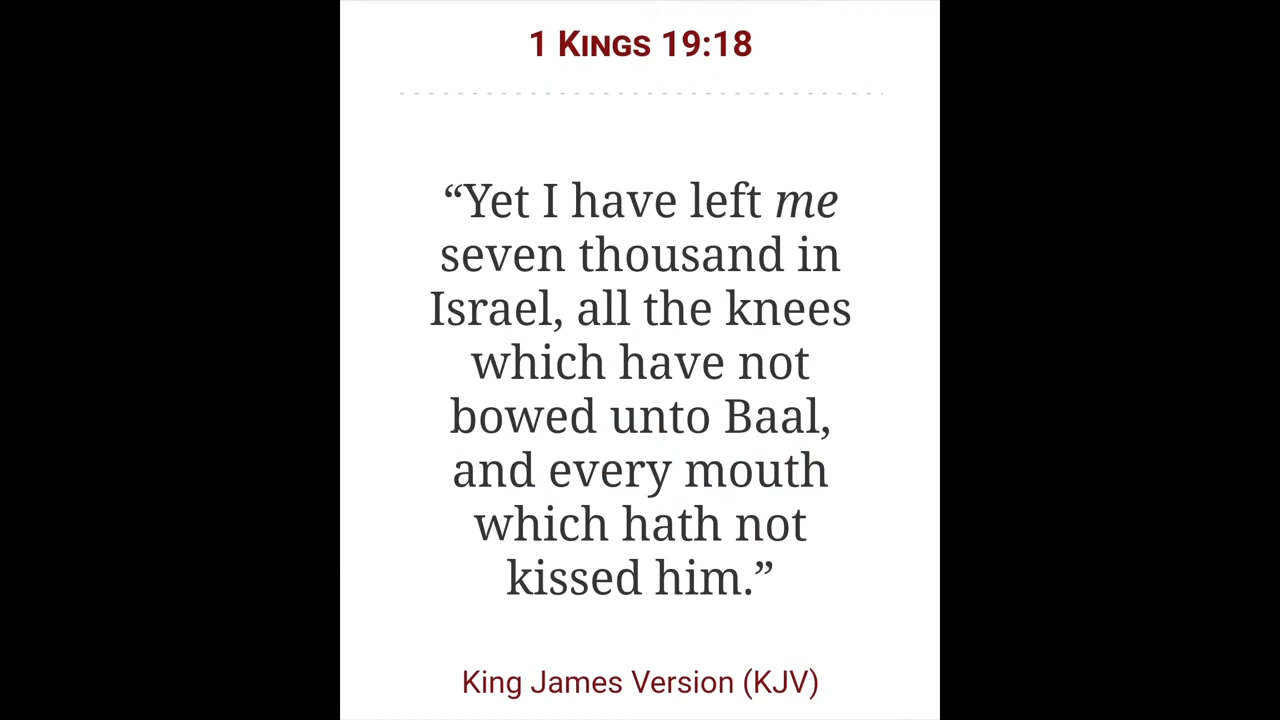 1 Kings 19:18
“Yet I have left me
seven thousand in
Israel, all the knees
which have not
bowed unto Baal,
and every mouth
which hath not
kissed him.”
King James Version (KJV)